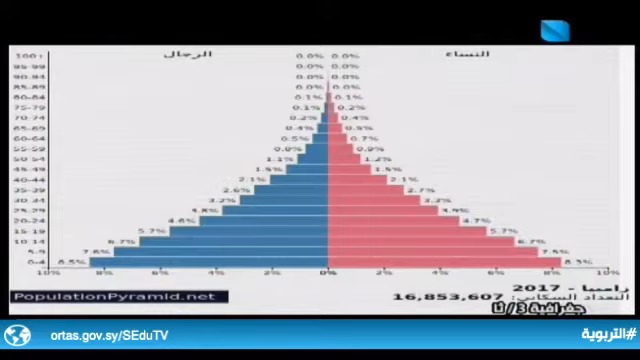 الرجال النساء
100+ 0.0% 0.0%
95-99 0.0% 0.0%
90-94 0.0% 0.0%
85-89 0.0% 0.0%
80-84 0.1% 0.1%
75-79 0.1% 0.2%
70-74 0.2% 0.4%
65-69 0.4% 0.5%
60-64 0.5% 0.7%
55-59 0.8% 0.9%
50-54 1.1% 1.2%
45-49 1.5% 1.5%
40-44 2.1% 2.1%
35-39 2.6% 2.7%
30-34 3.2% 3.3%
25-29 3.8% 3.9%
20-24 4.6% 4.7%
15-19 5.7% 5.7%
10-14 6.7% 6.7%
5-9 7.6% 7.5%
0-4 8.5% 8.3%
10% 8% 6% 4% 2% 0% 2% 4% 6% 8% 10%
زامبيا - 2017
PopulationPyramid.net
التعداد السكاني: 16,853,607
جغرافية 3 / ثا
ortas.gov.sy/SEduTV
#التربوية